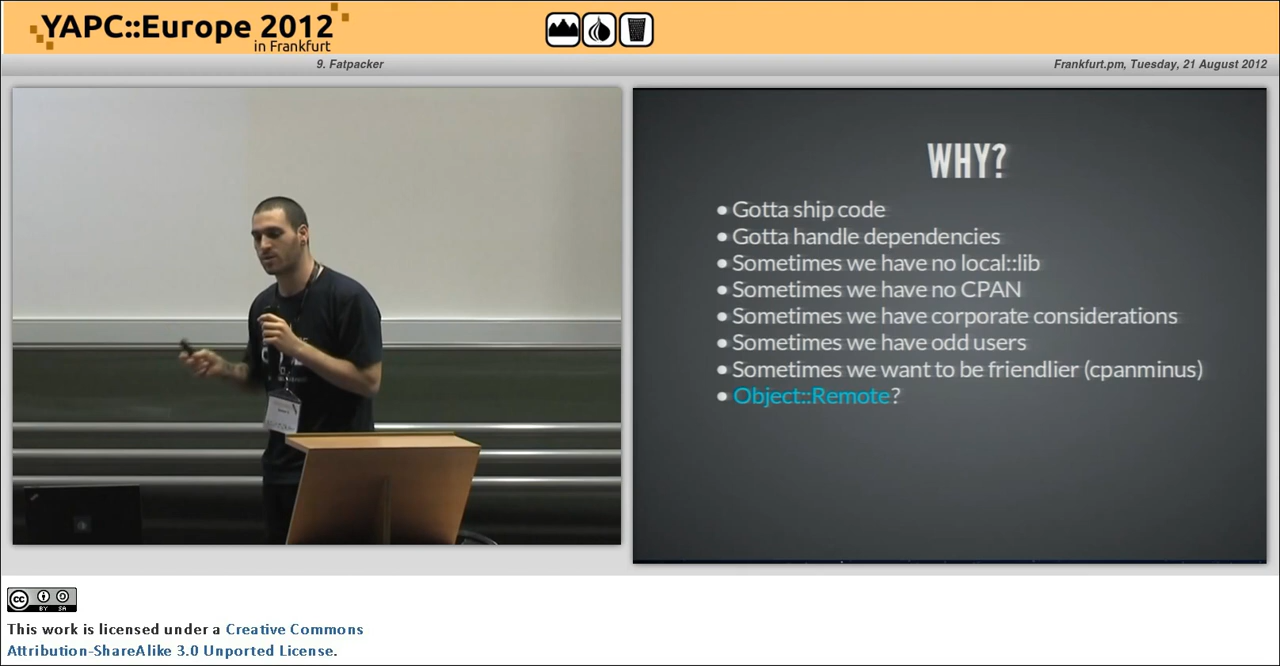 YAPC::Europe 2012
in Frankfurt
9. Fatpacker
Frankfurt.pm, Tuesday, 21 August 2012
WHY?
• Gotta ship code
• Gotta handle dependencies
• Sometimes we have no local::lib
• Sometimes we have no CPAN
• Sometimes we have corporate considerations
• Sometimes we have odd users
• Sometimes we want to be friendlier (cpanminus)
• Object::Remote?
cc
BY SA
This work is licensed under a Creative Commons
Attribution-ShareAlike 3.0 Unported License.